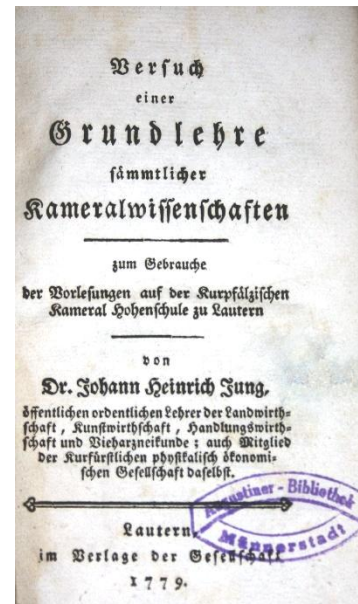 Versuch
einer
Grundlehre
sämmtlicher
Kameralwissenschaften
zum Gebrauche
der Vorlesungen auf der Kurpfälzischen
Kameral Hohenschule zu Lautern
von
Dr. Johann Heinrich Jung,
öffentlichen ordentlichen Lehrer der Landwirth-
schaft, Kunstwirthschaft, Handlungswirth-
schaft und Vieharzneikunde; auch Mitglied
der Kurfürstlichen physikalisch ökonomi-
schen Gesellschaft daselbst.
Augustiner - Bibliothek
Münnerstadt
Lautern,
im Verlage der Gesellschaft
1779.